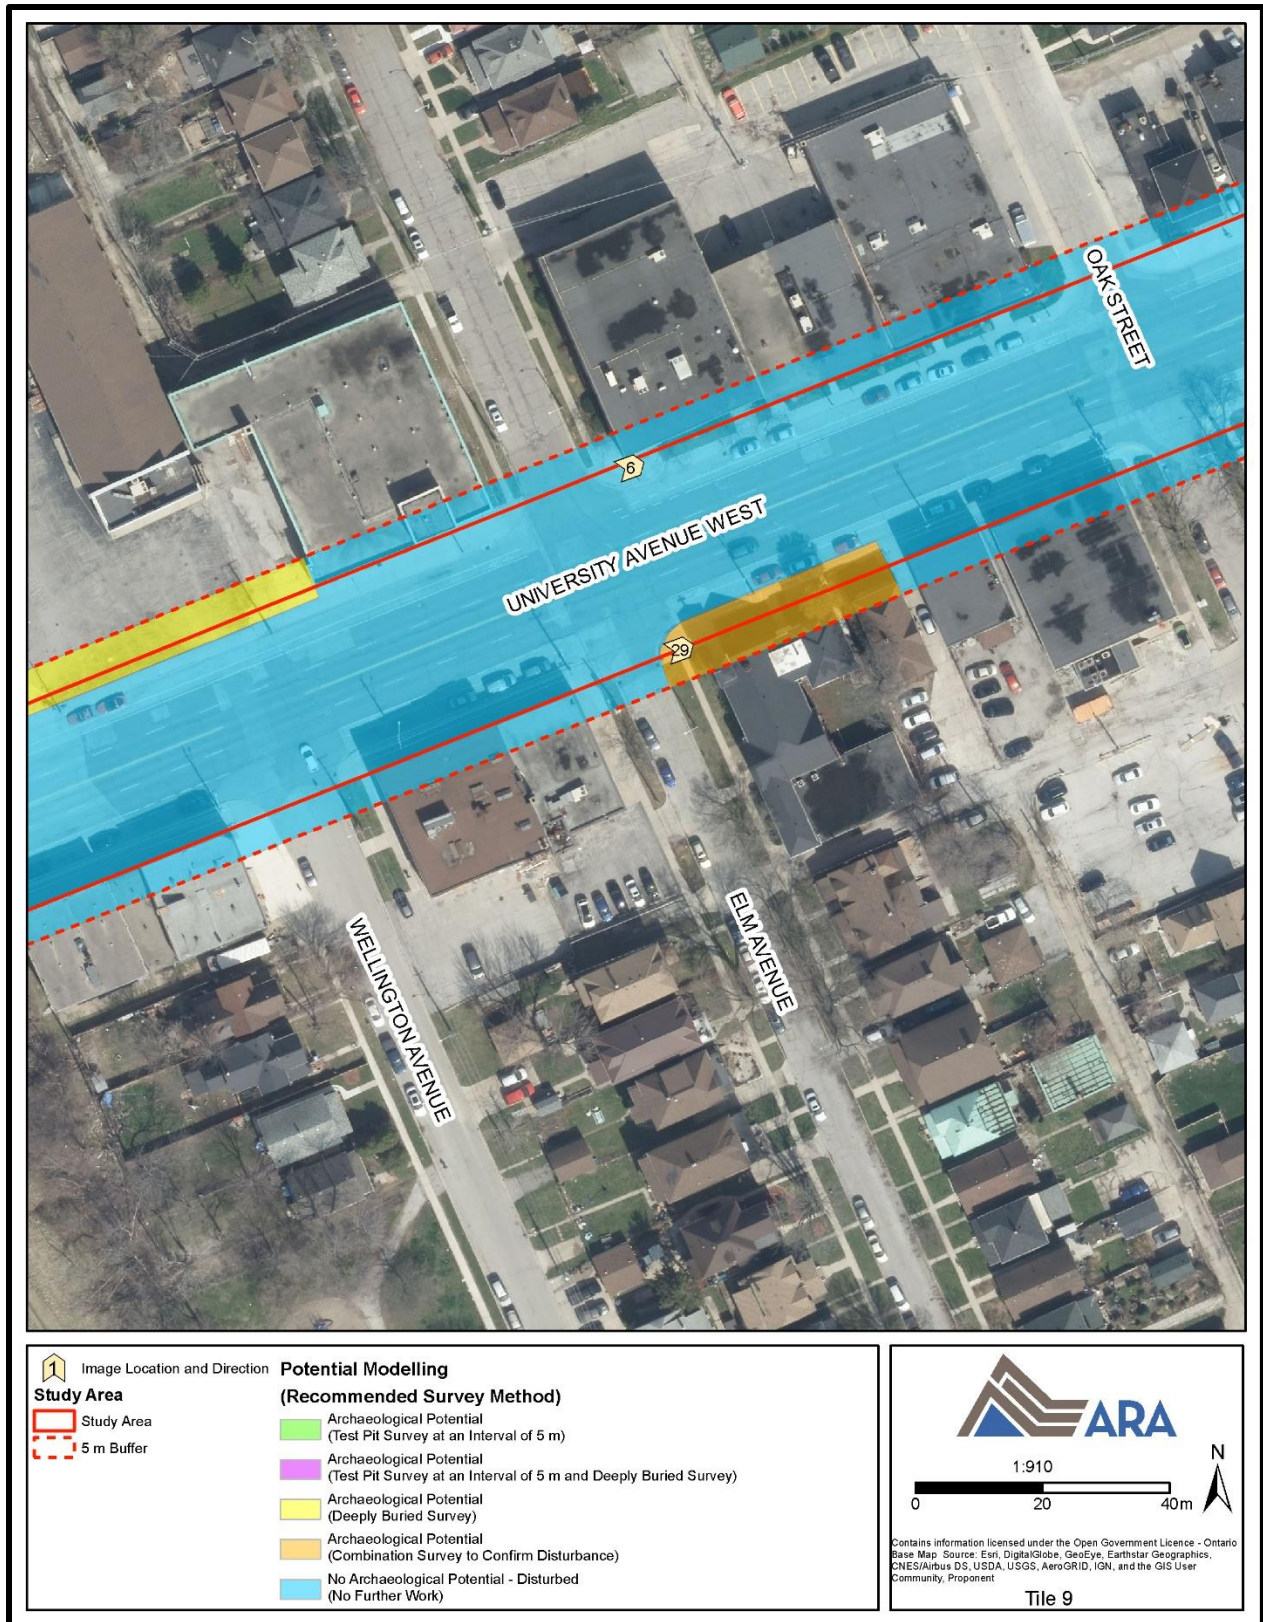 OAK STREET
6
UNIVERSITY AVENUE WEST
29
ELM AVENUE
WELLINGTON AVENUE
1 Image Location and Direction
Study Area
Study Area
5 m Buffer
Potential Modelling
(Recommended Survey Method)
Archaeological Potential
(Test Pit Survey at an Interval of 5 m)
Archaeological Potential
(Test Pit Survey at an Interval of 5 m and Deeply Buried Survey)
Archaeological Potential
(Deeply Buried Survey)
Archaeological Potential
(Combination Survey to Confirm Disturbance)
No Archaeological Potential - Disturbed
(No Further Work)
ARA
1:910
N
0 20 40m
Contains information licensed under the Open Government Licence - Ontario
Base Map Source: Esri, DigitalGlobe, GeoEye, Earthstar Geographics,
CNES/Airbus DS, USDA, USGS, AeroGRID, IGN, and the GIS User
Community, Proponent
Tile 9